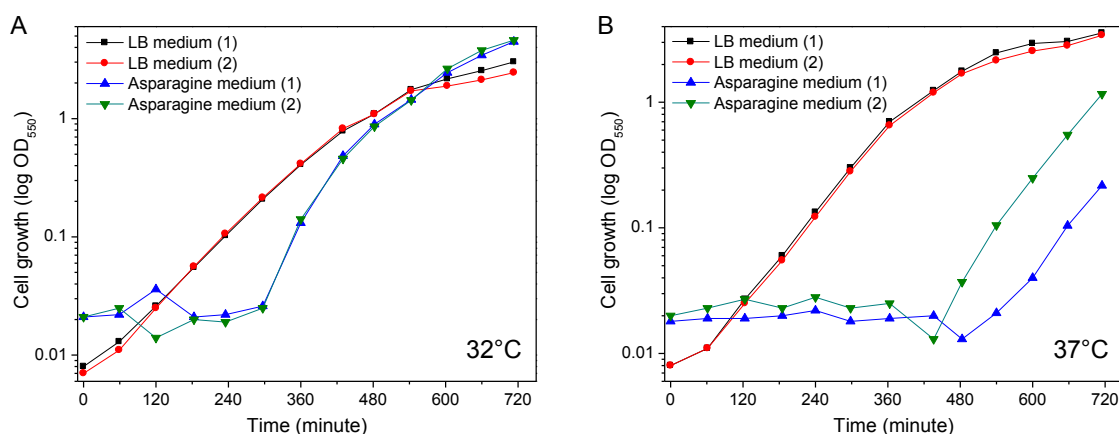 A
LB medium (1)
LB medium (2)
Asparagine medium (1)
Asparagine medium (2)
Cell growth (log OD550)
1
0.1
0.01
32°C
0 120 240 360 480 600 720
Time (minute)
B
LB medium (1)
LB medium (2)
Asparagine medium (1)
Asparagine medium (2)
Cell growth (log OD550)
1
0.1
0.01
37°C
0 120 240 360 480 600 720
Time (minute)